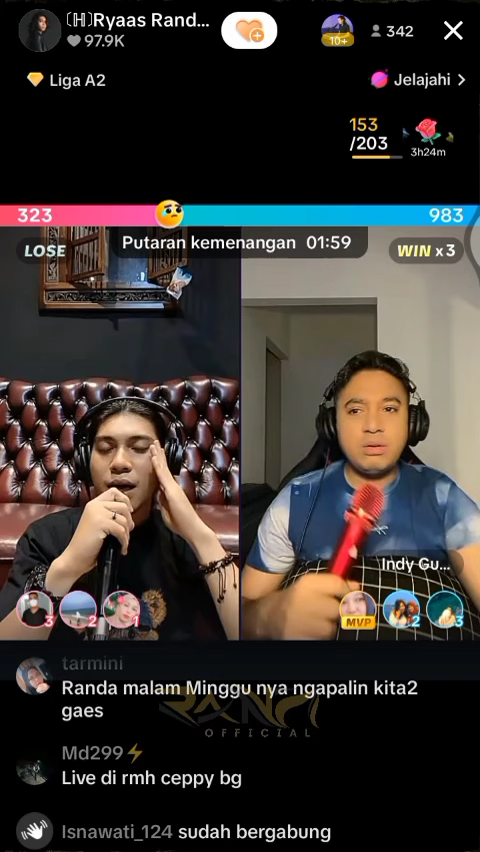 🄗Ryaas Rand...
97.9K
10+
342
Liga A2
Jelajahi
153
/203
3h24m
323
983
LOSE
Putaran kemenangan 01:59
WIN x3
Indy Gu...
3
2
1
MVP
2
3
tarmini
Randa malam Minggu nya ngapalin kita2
gaes
OFFICIAL
Md299⚡
Live di rmh ceppy bg
Isnawati_124 sudah bergabung